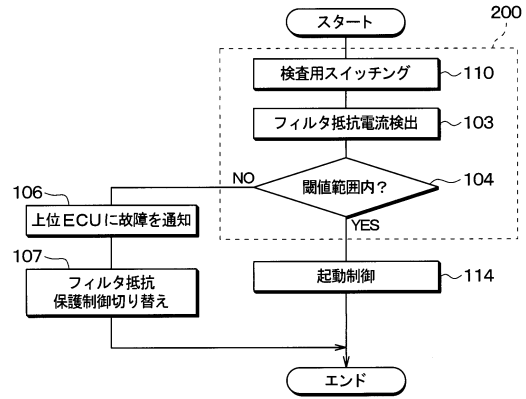 スタート
200
検査用スイッチング
110
フィルタ抵抗電流検出
103
閾値範囲内?
104
NO
YES
106
上位ECUに故障を通知
107
フィルタ抵抗
保護制御切り替え
起動制御
114
エンド